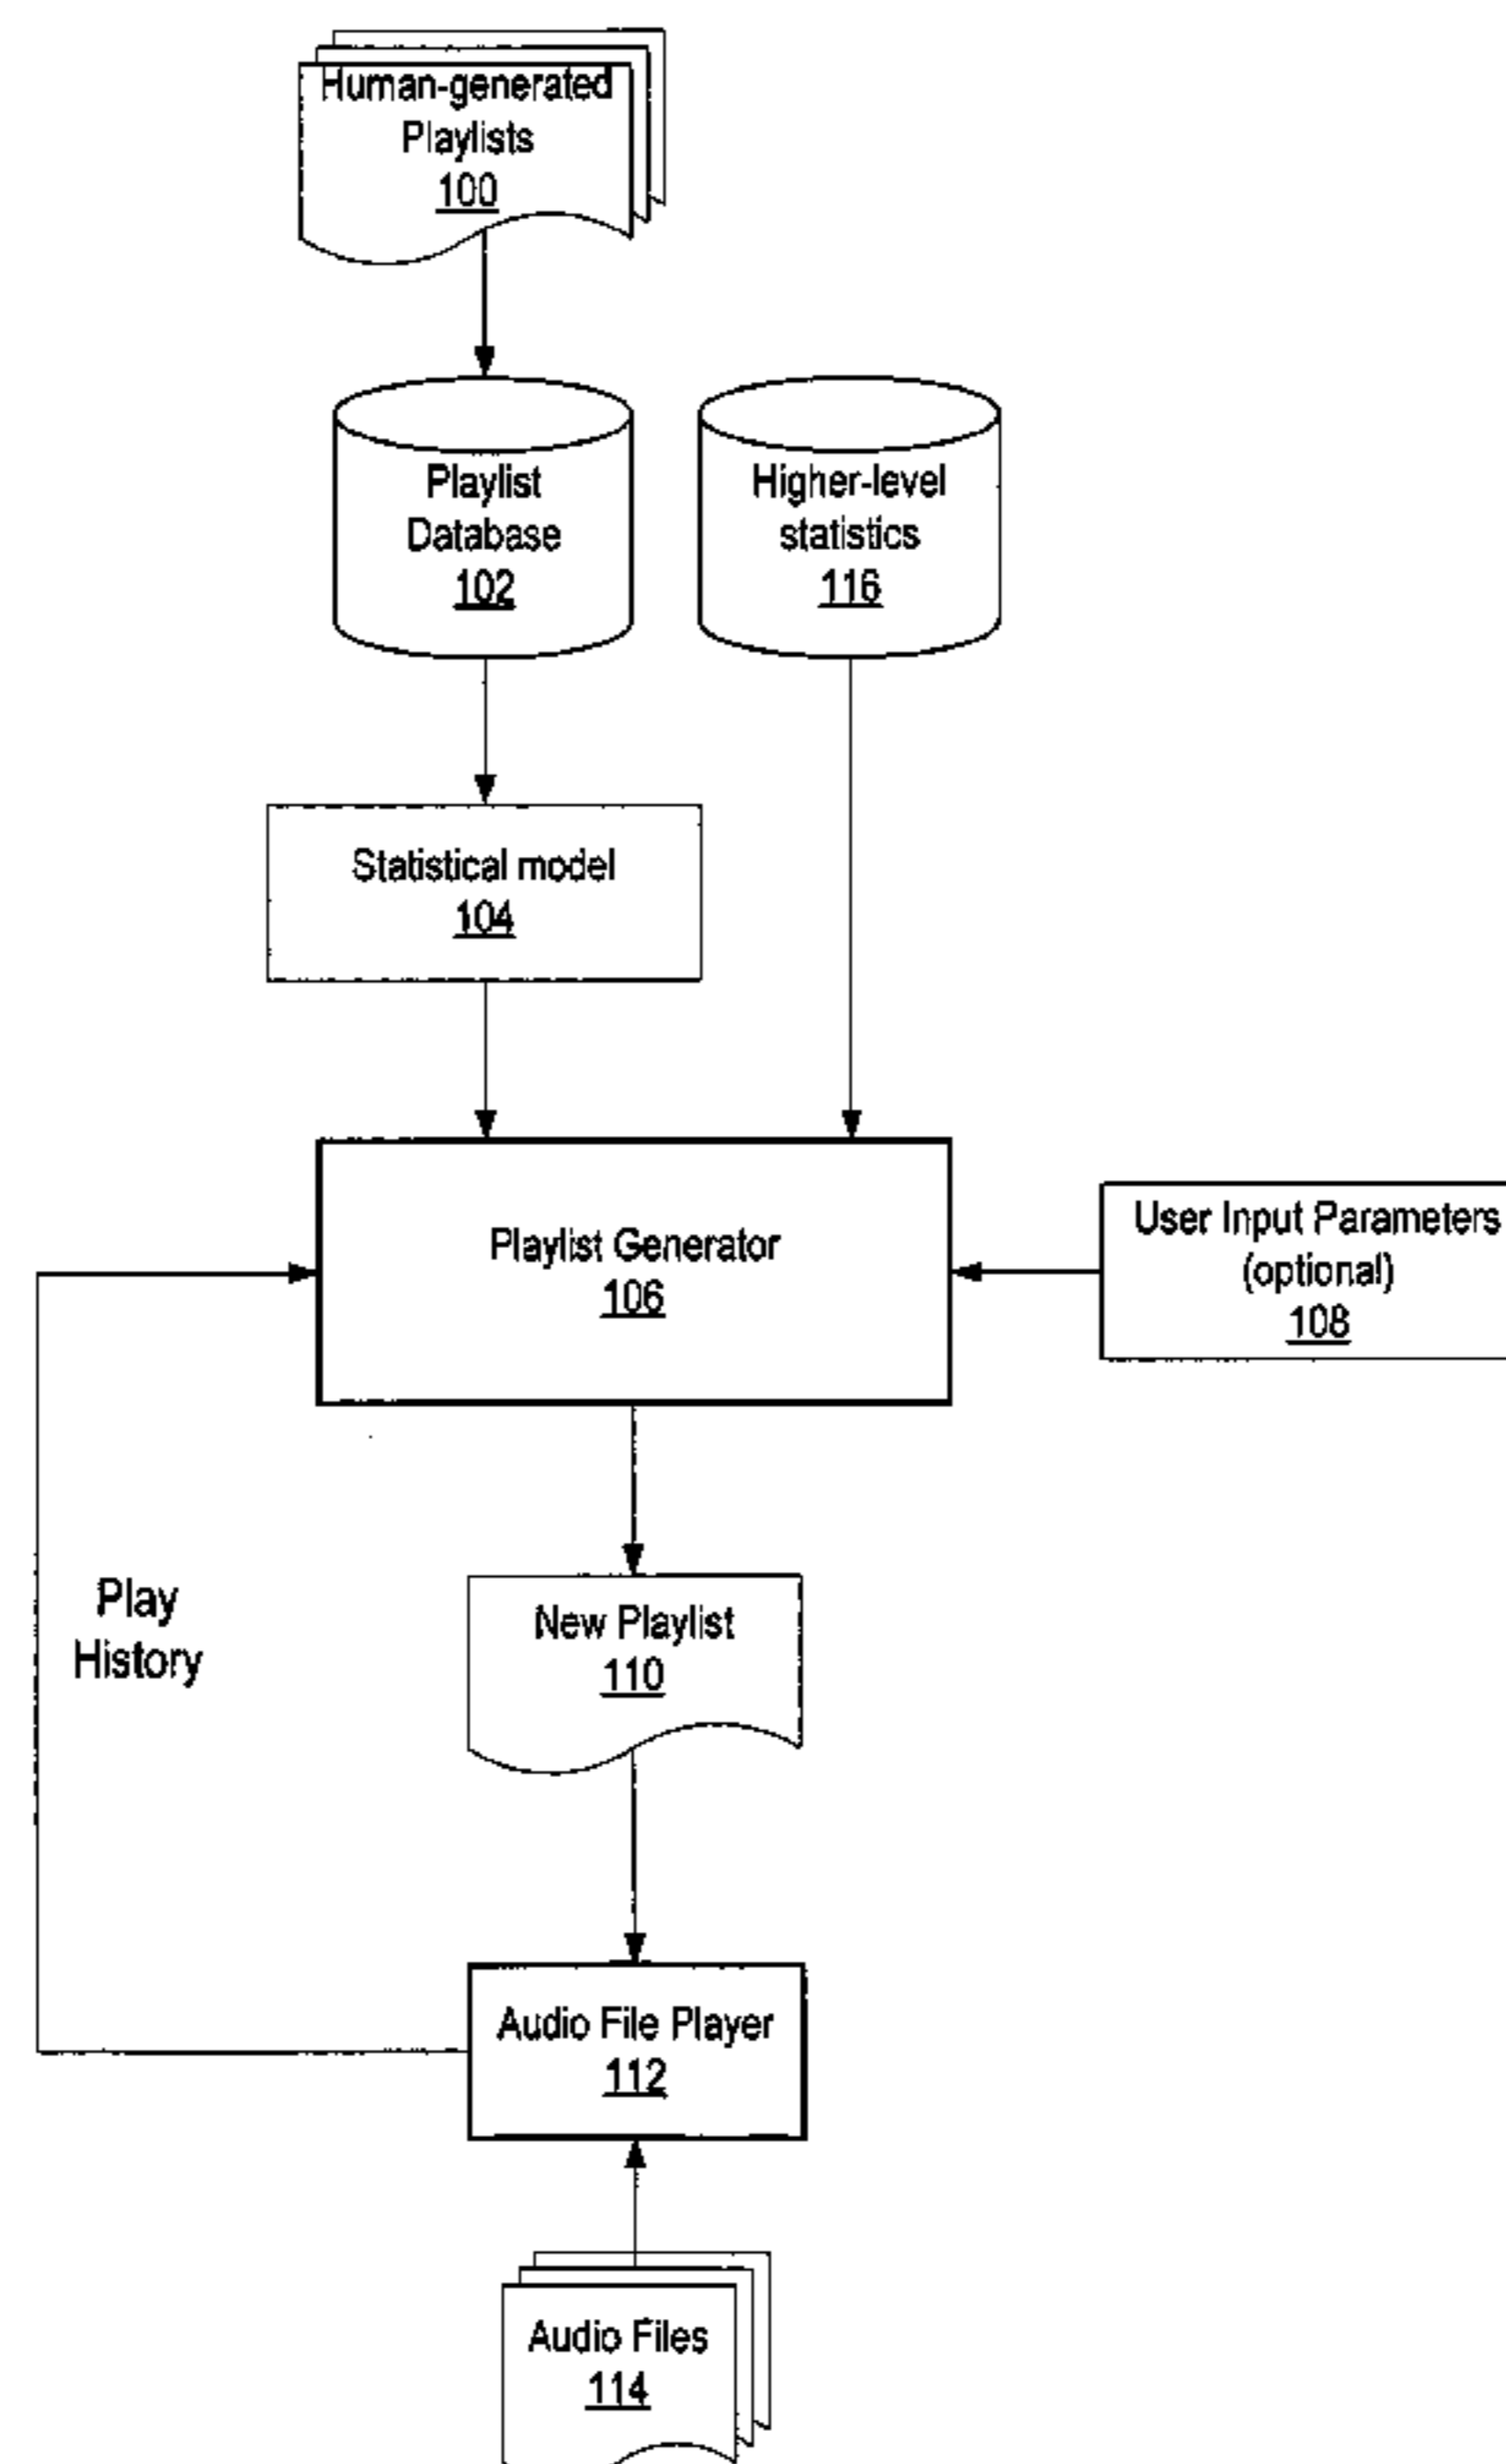 Human-generated
Playlists
100
Playlist
Database
102
Higher-level
statistics
116
Statistical model
104
Playlist Generator
106
User Input Parameters
(optional)
108
Play
History
New Playlist
110
Audio File Player
112
Audio Files
114